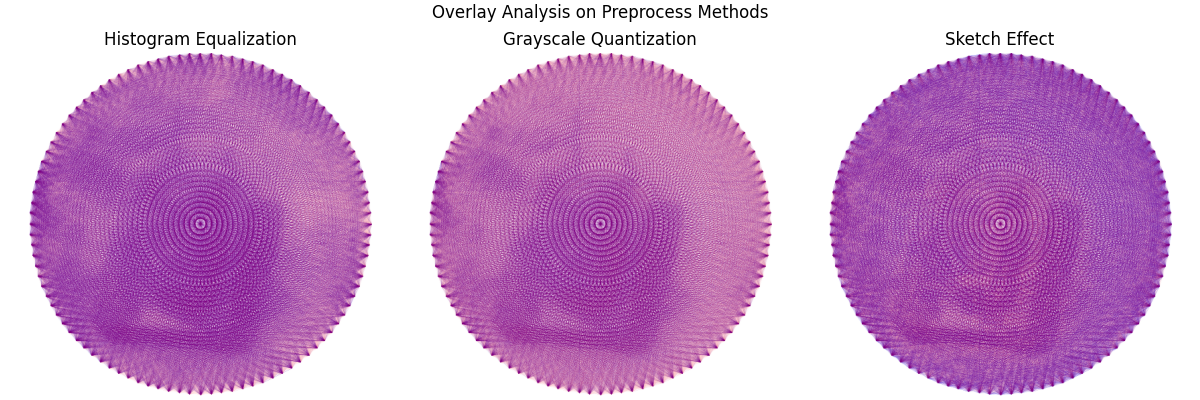 Overlay Analysis on Preprocess Methods
Histogram Equalization
Grayscale Quantization
Sketch Effect